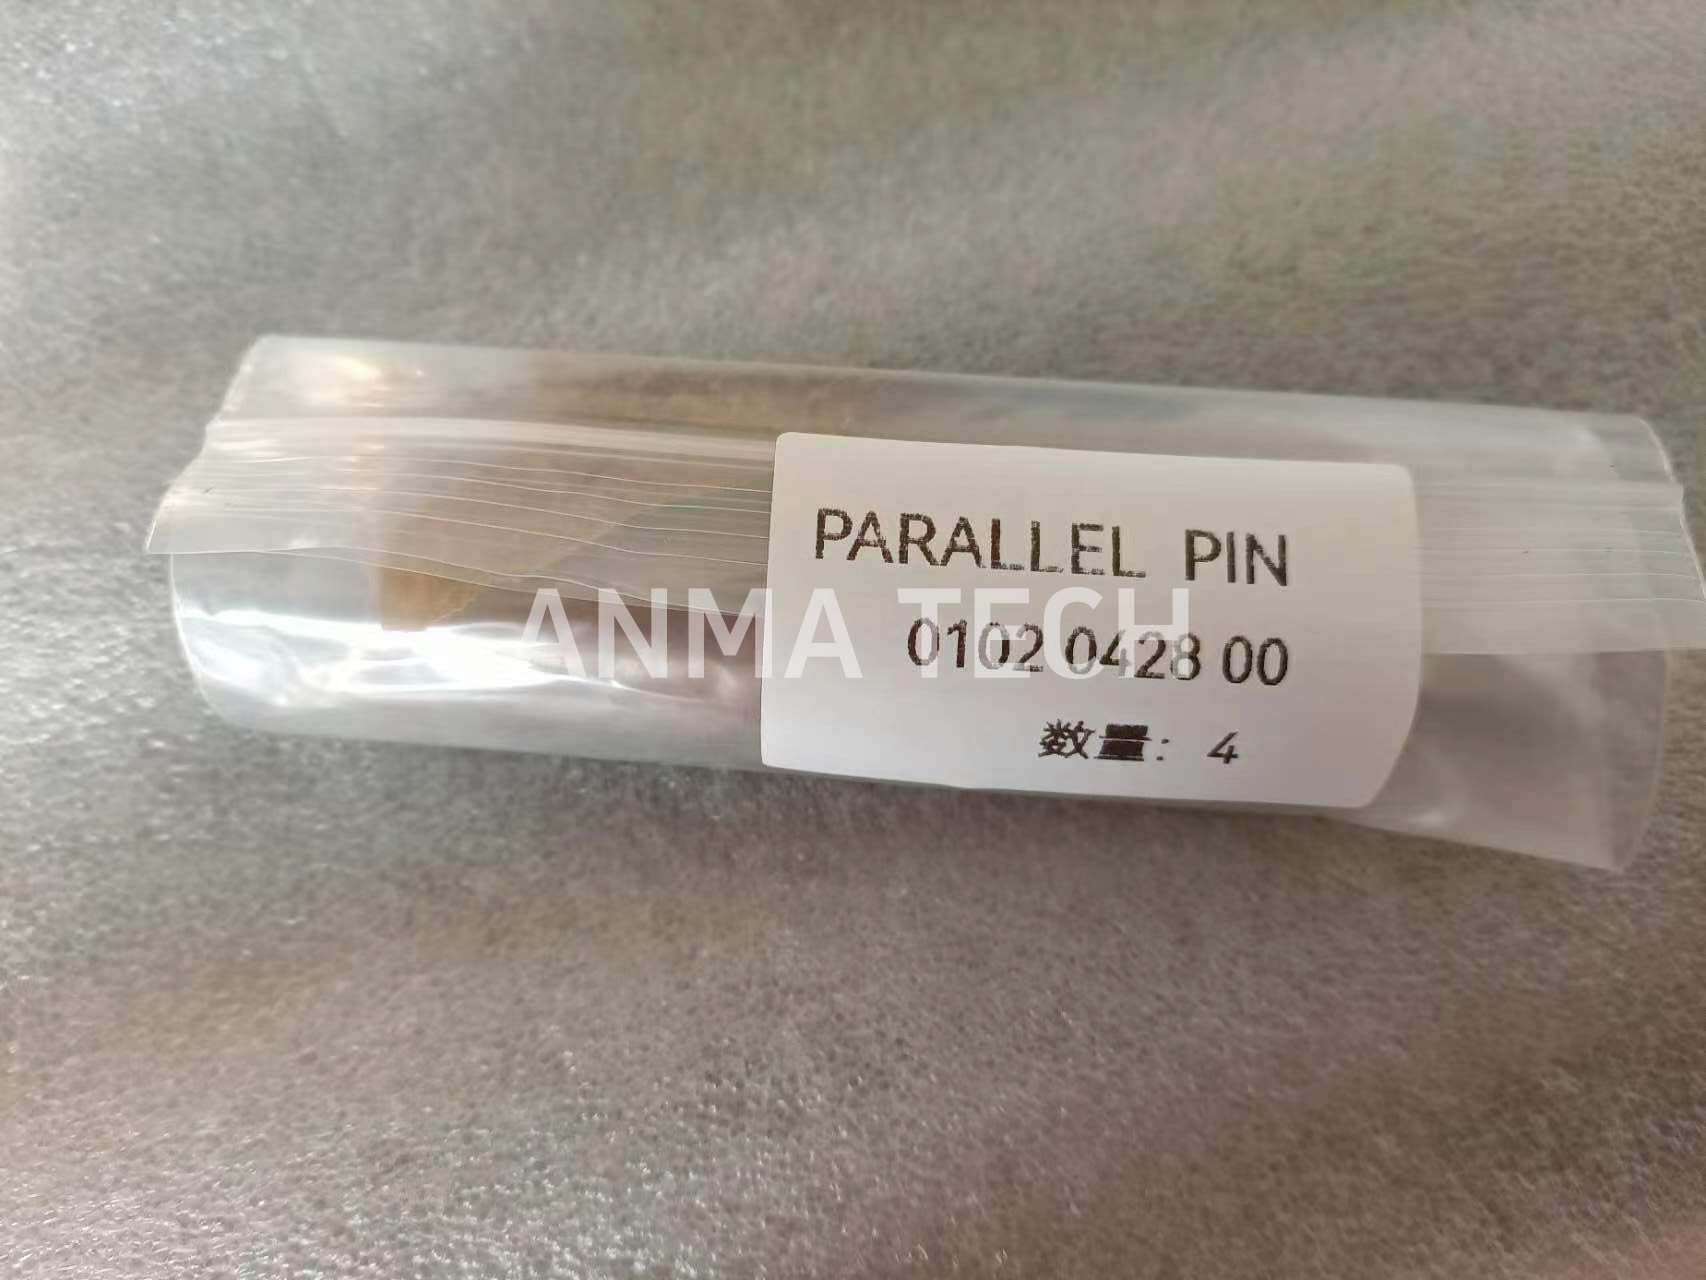 PARALLEL PIN
ANMA TECH
0102 0428 00
数量: 4